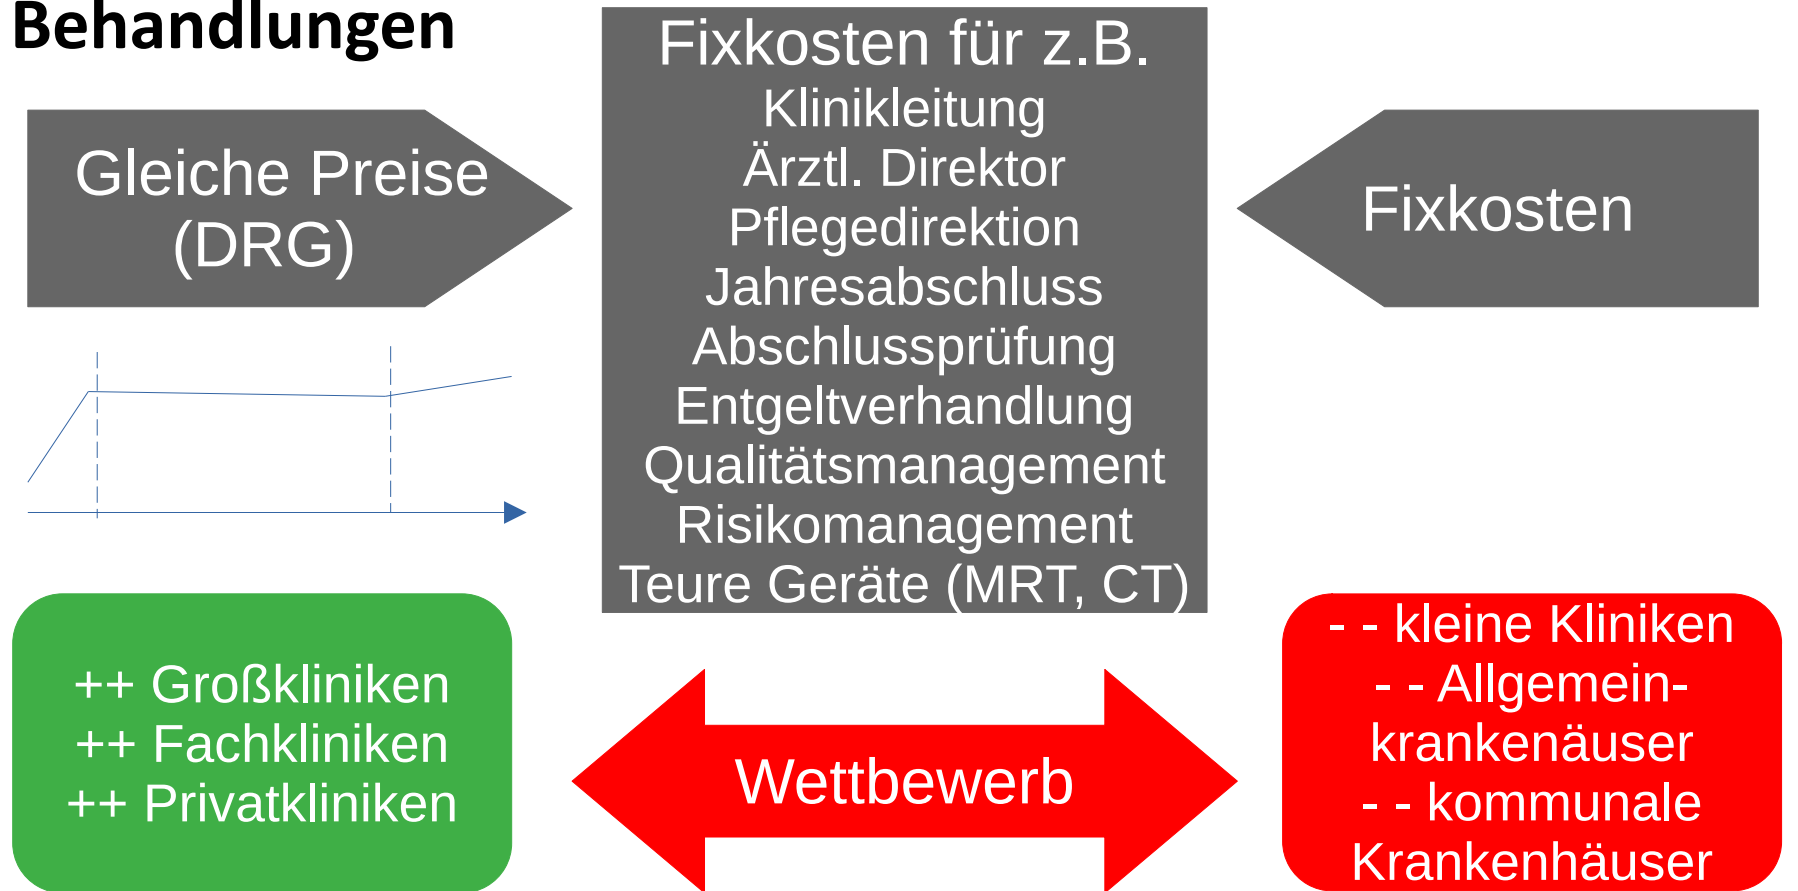 Behandlungen
Gleiche Preise
(DRG)
Fixkosten für z.B.
Klinikleitung
Ärztl. Direktor
Pflegedirektion
Jahresabschluss
Abschlussprüfung
Entgeltverhandlung
Qualitätsmanagement
Risikomanagement
Teure Geräte (MRT, CT)
Fixkosten
++ Großkliniken
++ Fachkliniken
++ Privatkliniken
Wettbewerb
- - kleine Kliniken
- - Allgemein-
krankenäuser
- - kommunale
Krankenhäuser